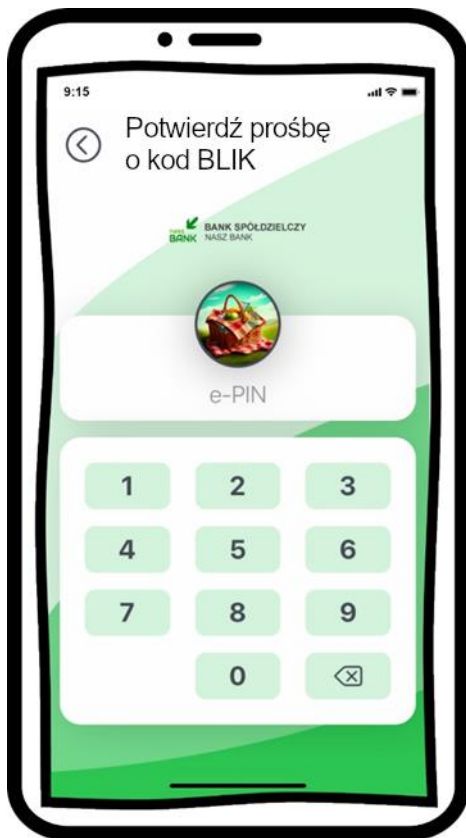 9:15
Potwierdź prośbę
o kod BLIK
BANK SPÓŁDZIELCZY
BANK NASZ BANK
e-PIN
1 2 3
4 5 6
7 8 9
0